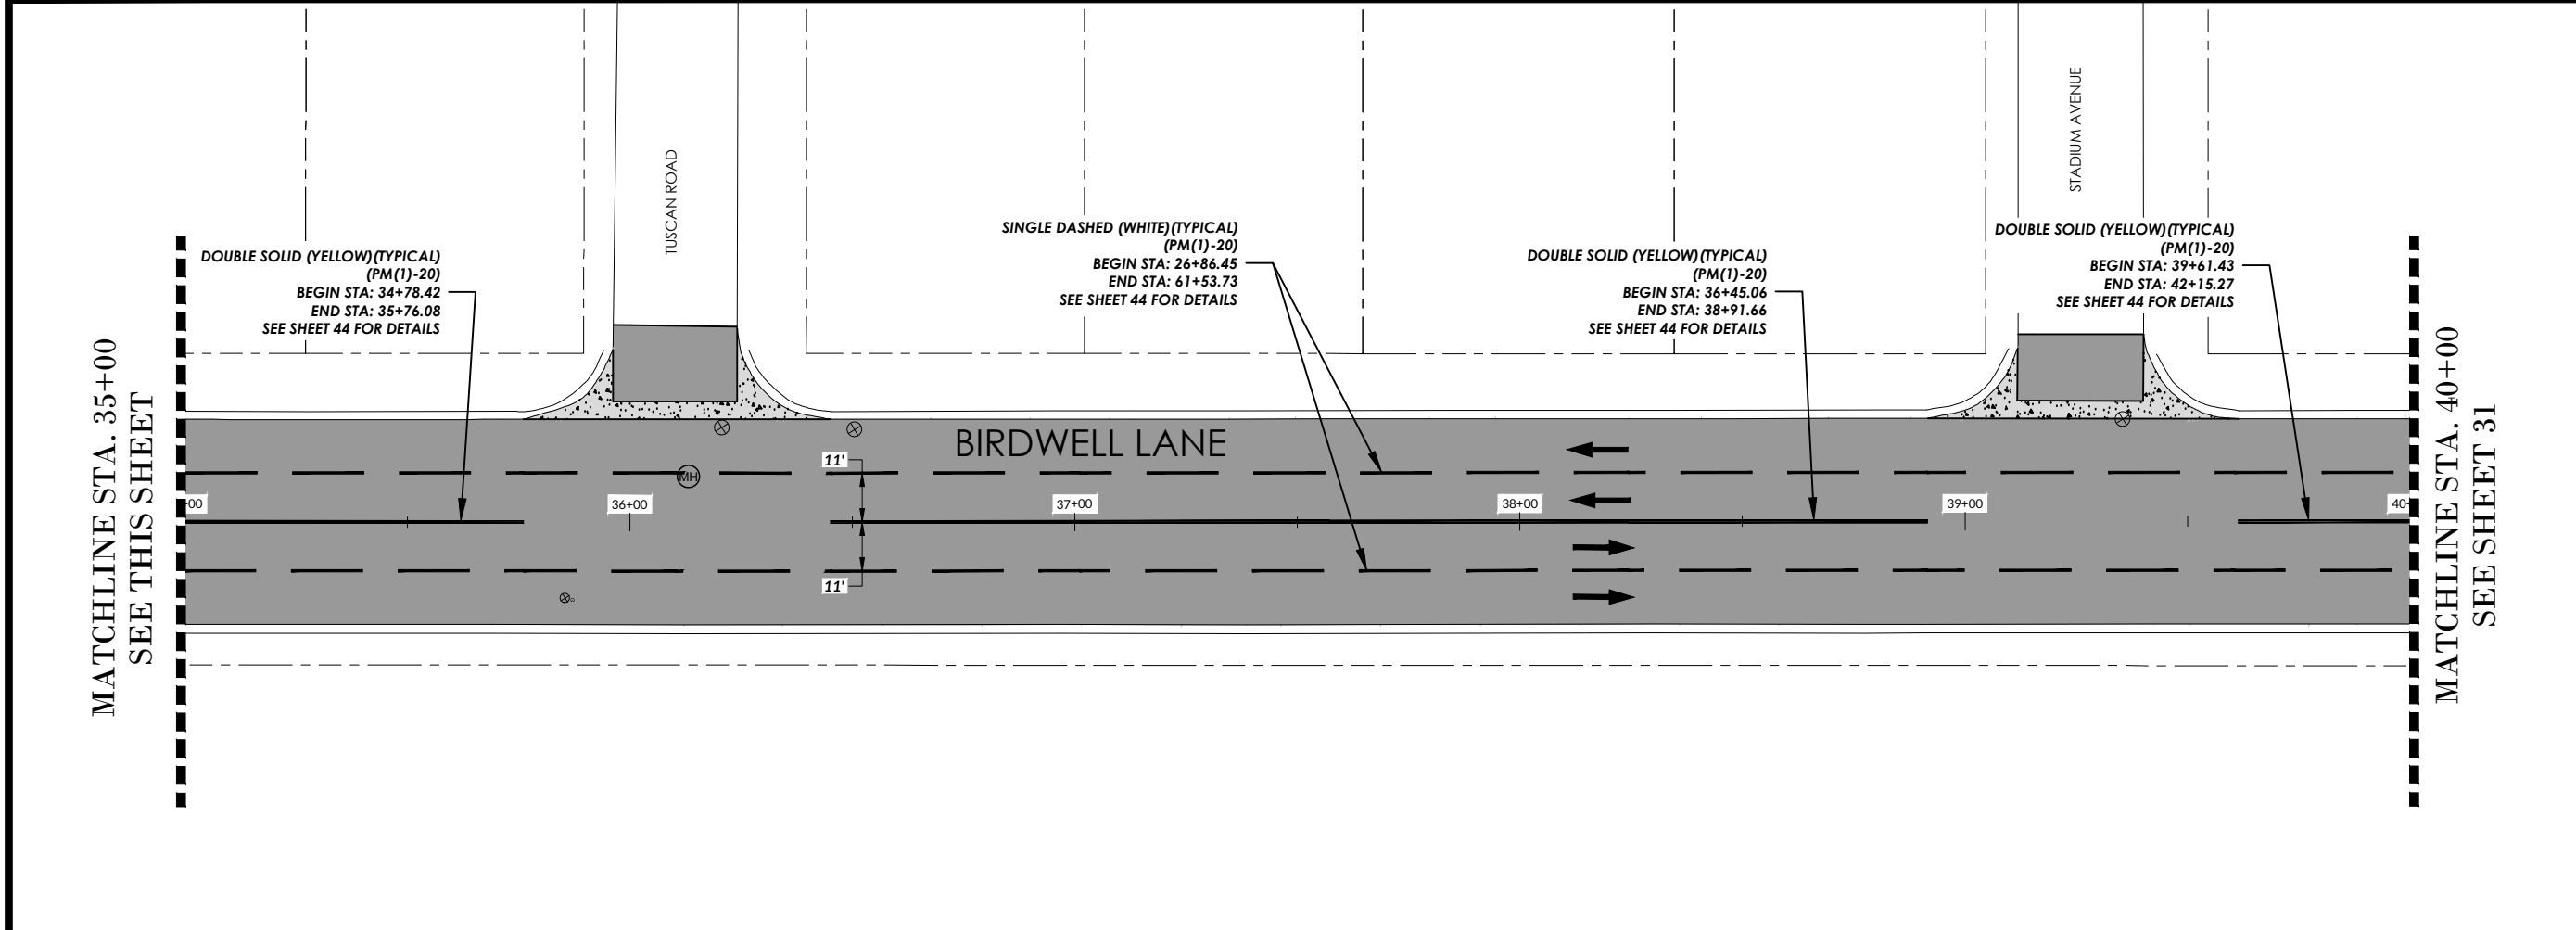 TUSCAN ROAD
STADIUM AVENUE
DOUBLE SOLID (YELLOW)(TYPICAL)
(PM(1)-20)
BEGIN STA: 34+78.42
END STA: 35+76.08
SEE SHEET 44 FOR DETAILS
SINGLE DASHED (WHITE)(TYPICAL)
(PM(1)-20)
BEGIN STA: 26+86.45
END STA: 61+53.73
SEE SHEET 44 FOR DETAILS
DOUBLE SOLID (YELLOW)(TYPICAL)
(PM(1)-20)
BEGIN STA: 36+45.06
END STA: 38+91.66
SEE SHEET 44 FOR DETAILS
DOUBLE SOLID (YELLOW)(TYPICAL)
(PM(1)-20)
BEGIN STA: 39+61.43
END STA: 42+15.27
SEE SHEET 44 FOR DETAILS
MATCHLINE STA. 35+00
SEE THIS SHEET
BIRDWELL LANE
11'
MH
+00
36+00
37+00
38+00
39+00
40+
11'
MATCHLINE STA. 40+00
SEE SHEET 31